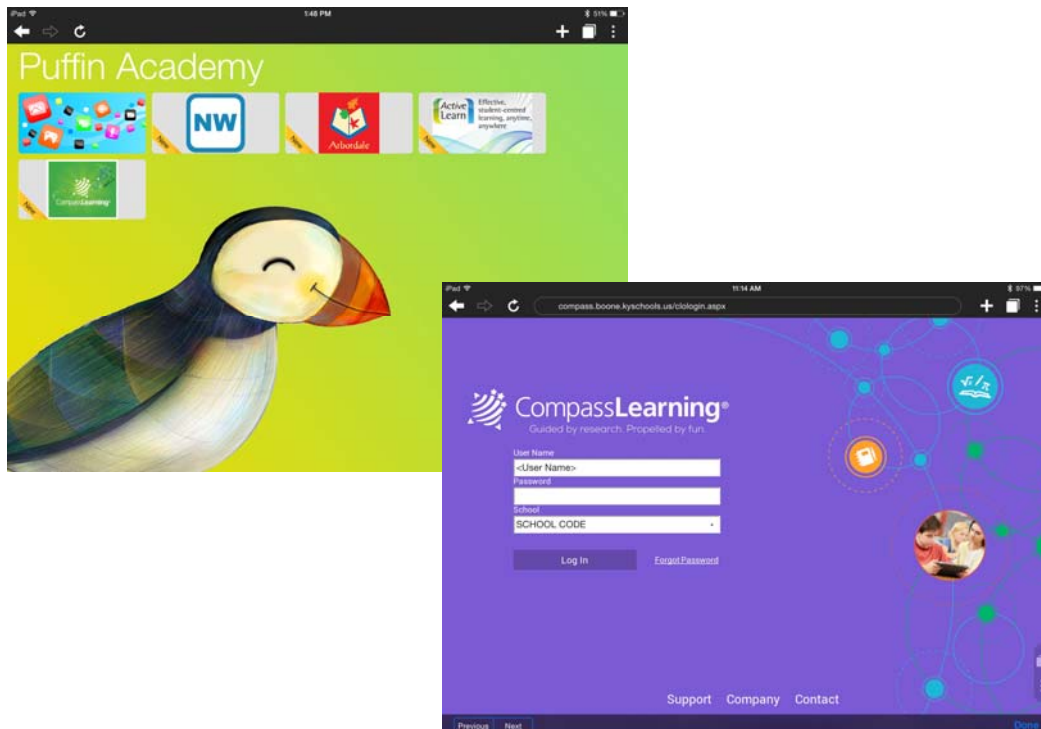 iPad 1:48 PM 51%
Puffin Academy
NW
Arbordale
Active Learn
Effective,
student-centred
learning, anytime,
anywhere
New
New
New
CompassLearning
New
iPad 11:14 AM 97%
compass.boone.kyschools.us/clologin.aspx
CompassLearning®
Guided by research. Propelled by fun.
User Name
<User Name>
Password
School
SCHOOL CODE
Log In Forgot Password
√i/π
Support Company Contact
Previous Next Done